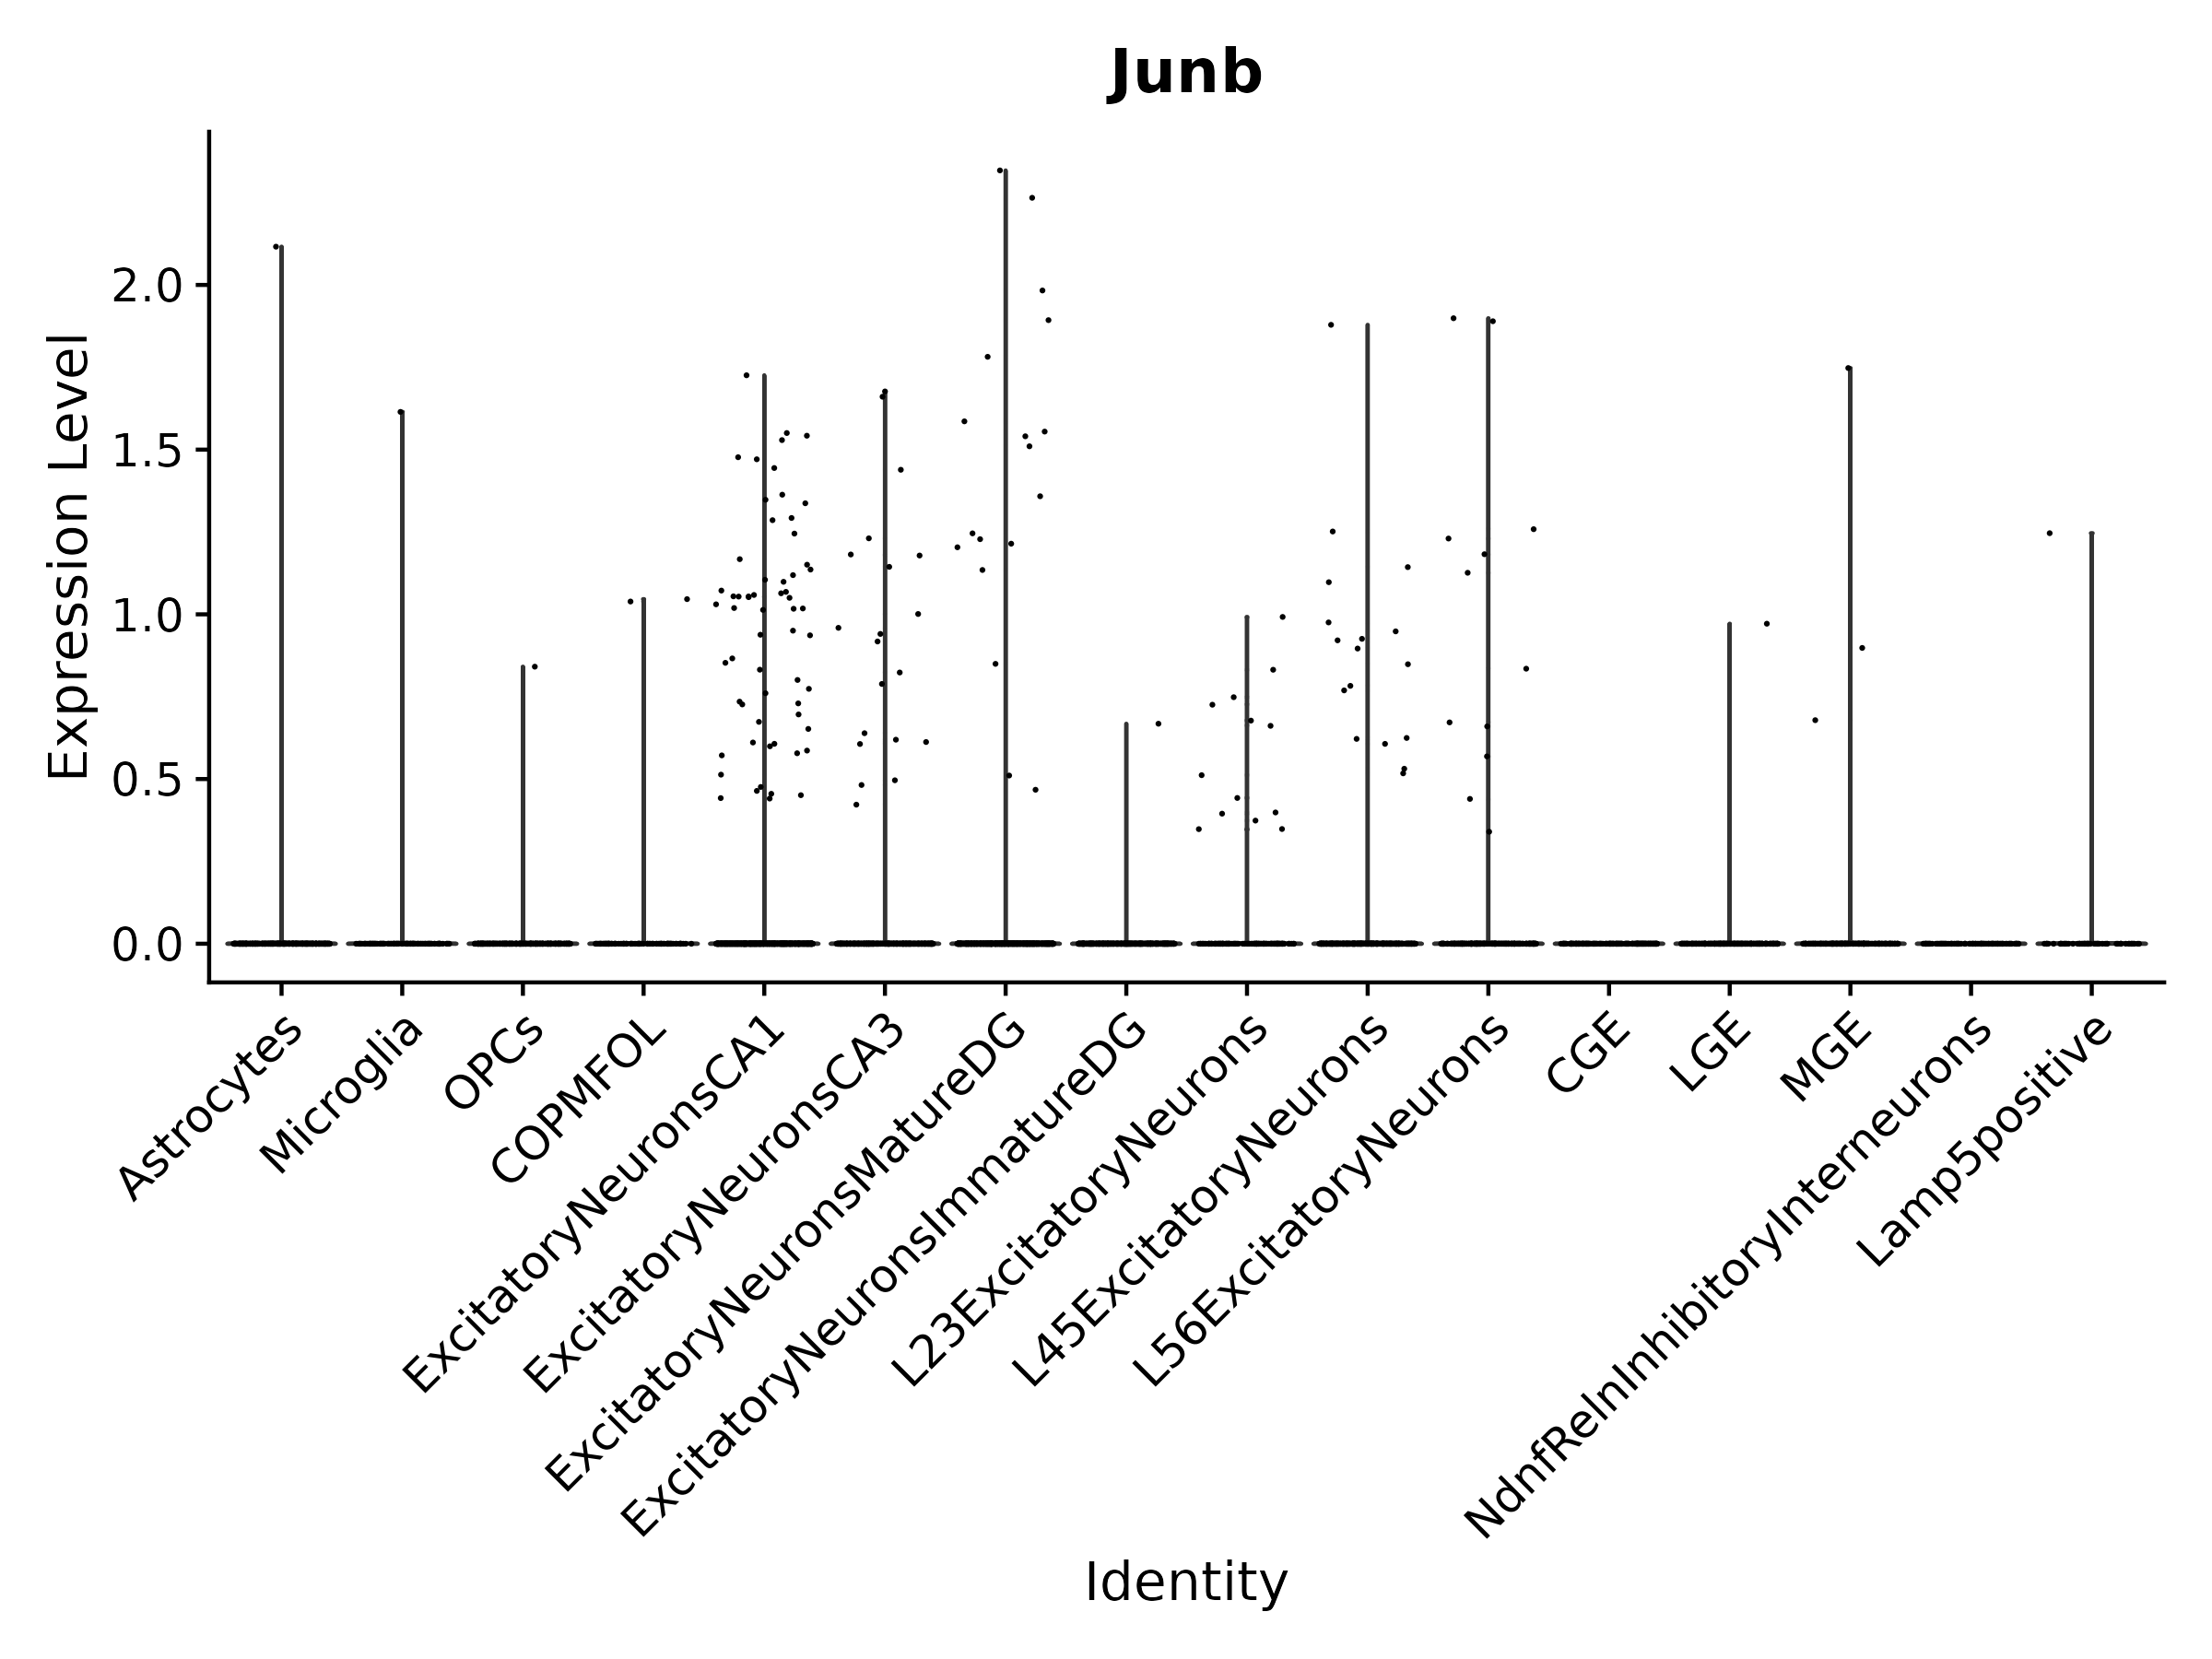 Junb
Expression Level
2.0
1.5
1.0
0.5
0.0
Astrocytes
Microglia
OPCs
COPMFOL
ExcitatoryNeuronsCA1
ExcitatoryNeuronsCA3
ExcitatoryNeuronsMatureDG
ExcitatoryNeuronsImmatureDG
L23ExcitatoryNeurons
L45ExcitatoryNeurons
L56ExcitatoryNeurons
CGE
LGE
MGE
NdnfRelnInhibitoryInterneurons
Lamp5positive
Identity